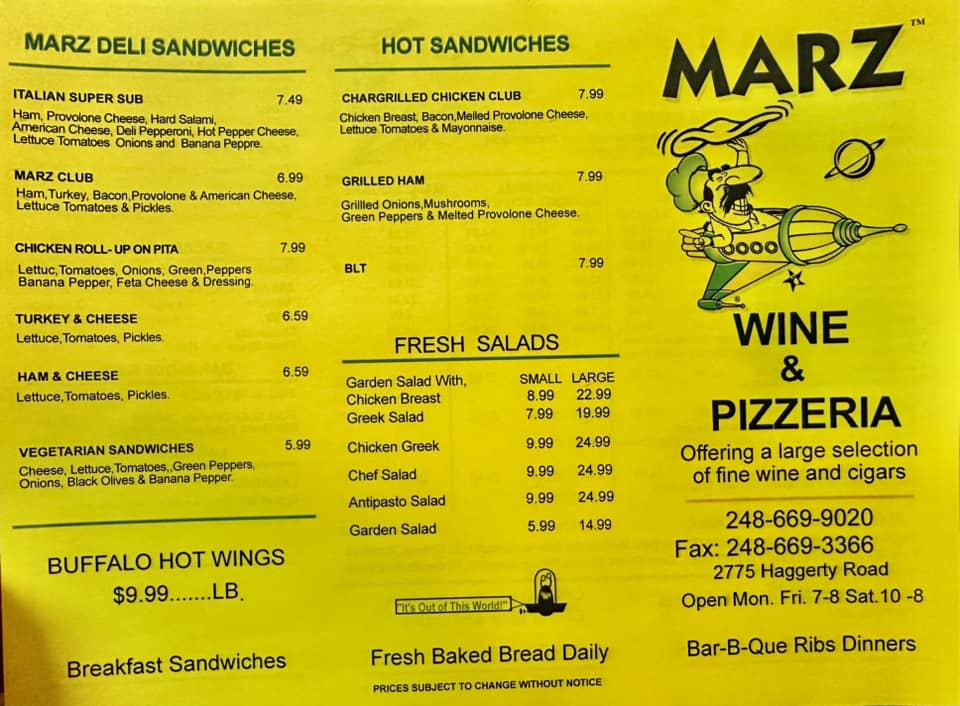 MARZ DELI SANDWICHES
ITALIAN SUPER SUB 7.49
Ham, Provolone Cheese, Hard Salami,
American Cheese, Deli Pepperoni, Hot Pepper Cheese,
Lettuce Tomatoes Onions and Banana Peppre.
MARZ CLUB 6.99
Ham,Turkey, Bacon,Provolone & American Cheese,
Lettuce Tomatoes & Pickles.
CHICKEN ROLL-UP ON PITA 7.99
Lettuc,Tomatoes, Onions, Green,Peppers
Banana Pepper, Feta Cheese & Dressing.
TURKEY & CHEESE 6.59
Lettuce,Tomatoes, Pickles.
HAM & CHEESE 6.59
Lettuce,Tomatoes, Pickles.
VEGETARIAN SANDWICHES 5.99
Cheese, Lettuce,Tomatoes,,Green Peppers,
Onions, Black Olives & Banana Pepper.
BUFFALO HOT WINGS
$9.99.......LB.
Breakfast Sandwiches
HOT SANDWICHES
CHARGRILLED CHICKEN CLUB 7.99
Chicken Breast, Bacon,Melled Provolone Cheese,
Lettuce Tomatoes & Mayonnaise.
GRILLED HAM 7.99
Grillled Onions,Mushrooms,
Green Peppers & Melted Provolone Cheese.
BLT 7.99
FRESH SALADS
SMALL LARGE
Garden Salad With,
Chicken Breast 8.99 22.99
Greek Salad 7.99 19.99
Chicken Greek 9.99 24.99
Chef Salad 9.99 24.99
Antipasto Salad 9.99 24.99
Garden Salad 5.99 14.99
"It's Out of This World!"
Fresh Baked Bread Daily
PRICES SUBJECT TO CHANGE WITHOUT NOTICE
MARZ™
®
WINE
&
PIZZERIA
Offering a large selection
of fine wine and cigars
248-669-9020
Fax: 248-669-3366
2775 Haggerty Road
Open Mon. Fri. 7-8 Sat.10 -8
Bar-B-Que Ribs Dinners